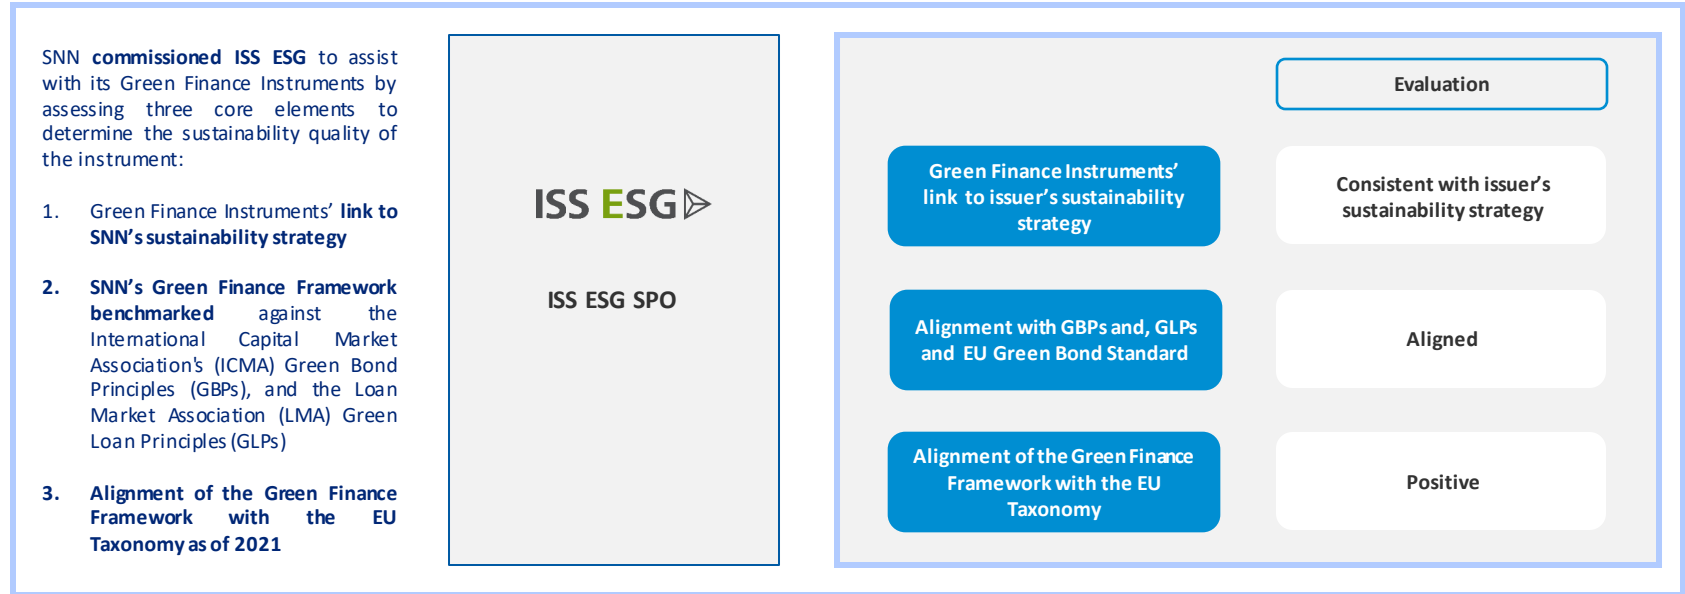 SNN commissioned ISS ESG to assist
with its Green Finance Instruments by
assessing three core elements to
determine the sustainability quality of
the instrument:
1. Green Finance Instruments’ link to
SNN’s sustainability strategy
2. SNN’s Green Finance Framework
benchmarked against the
International Capital Market
Association's (ICMA) Green Bond
Principles (GBPs), and the Loan
Market Association (LMA) Green
Loan Principles (GLPs)
3. Alignment of the Green Finance
Framework with the EU
Taxonomy as of 2021
ISS ESG
ISS ESG SPO
Evaluation
Green Finance Instruments’
link to issuer’s sustainability
strategy
Consistent with issuer’s
sustainability strategy
Alignment with GBPs and, GLPs
and EU Green Bond Standard
Aligned
Alignment of the Green Finance
Framework with the EU
Taxonomy
Positive